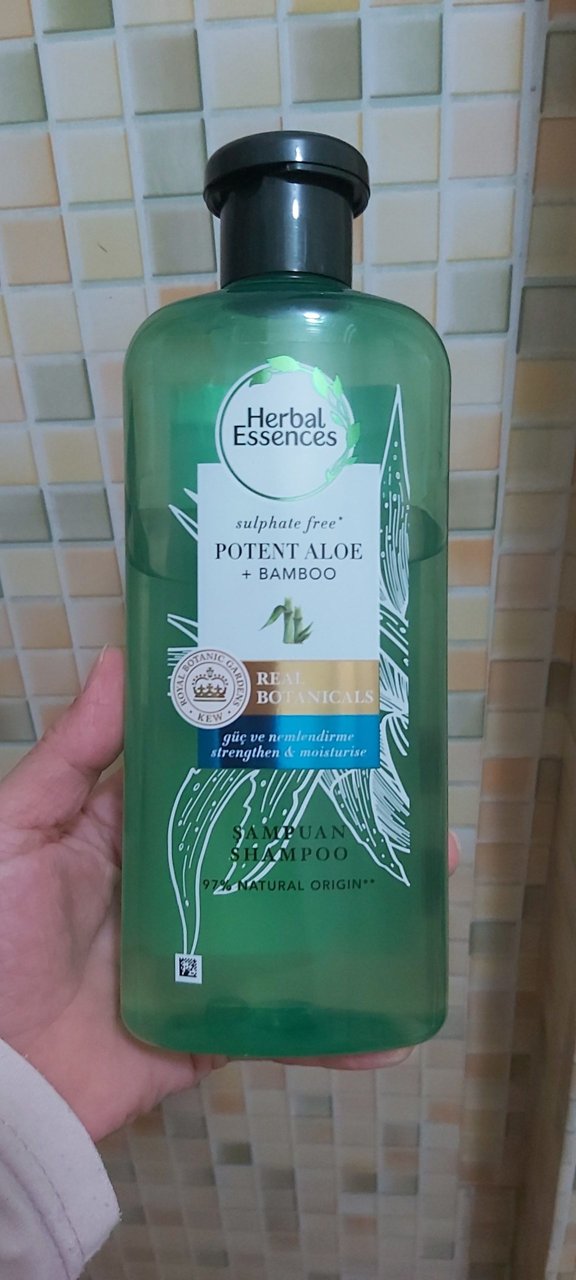 Herbal
Essences
sulphate free*
POTENT ALOE
+ BAMBOO
ROYAL BOTANIC GARDENS
• KEW •
REAL
BOTANICALS
güç ve nemlendirme
strengthen & moisturise
ŞAMPUAN
SHAMPOO
97% NATURAL ORIGIN**